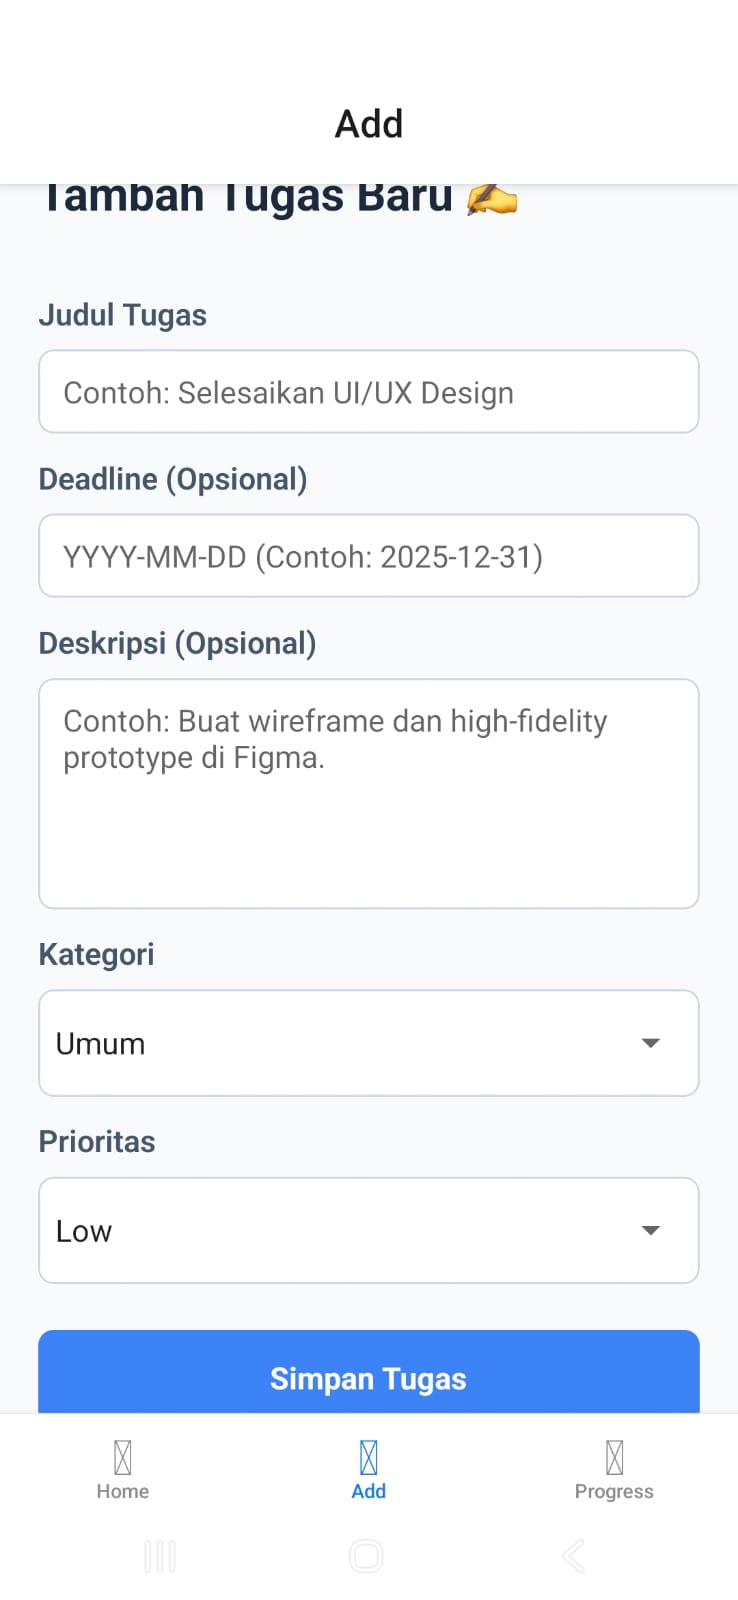 Add
Tambah Tugas Baru ✍️
Judul Tugas
Contoh: Selesaikan UI/UX Design
Deadline (Opsional)
YYYY-MM-DD (Contoh: 2025-12-31)
Deskripsi (Opsional)
Contoh: Buat wireframe dan high-fidelity
prototype di Figma.
Kategori
Umum
Prioritas
Low
Simpan Tugas
Home
Add
Progress